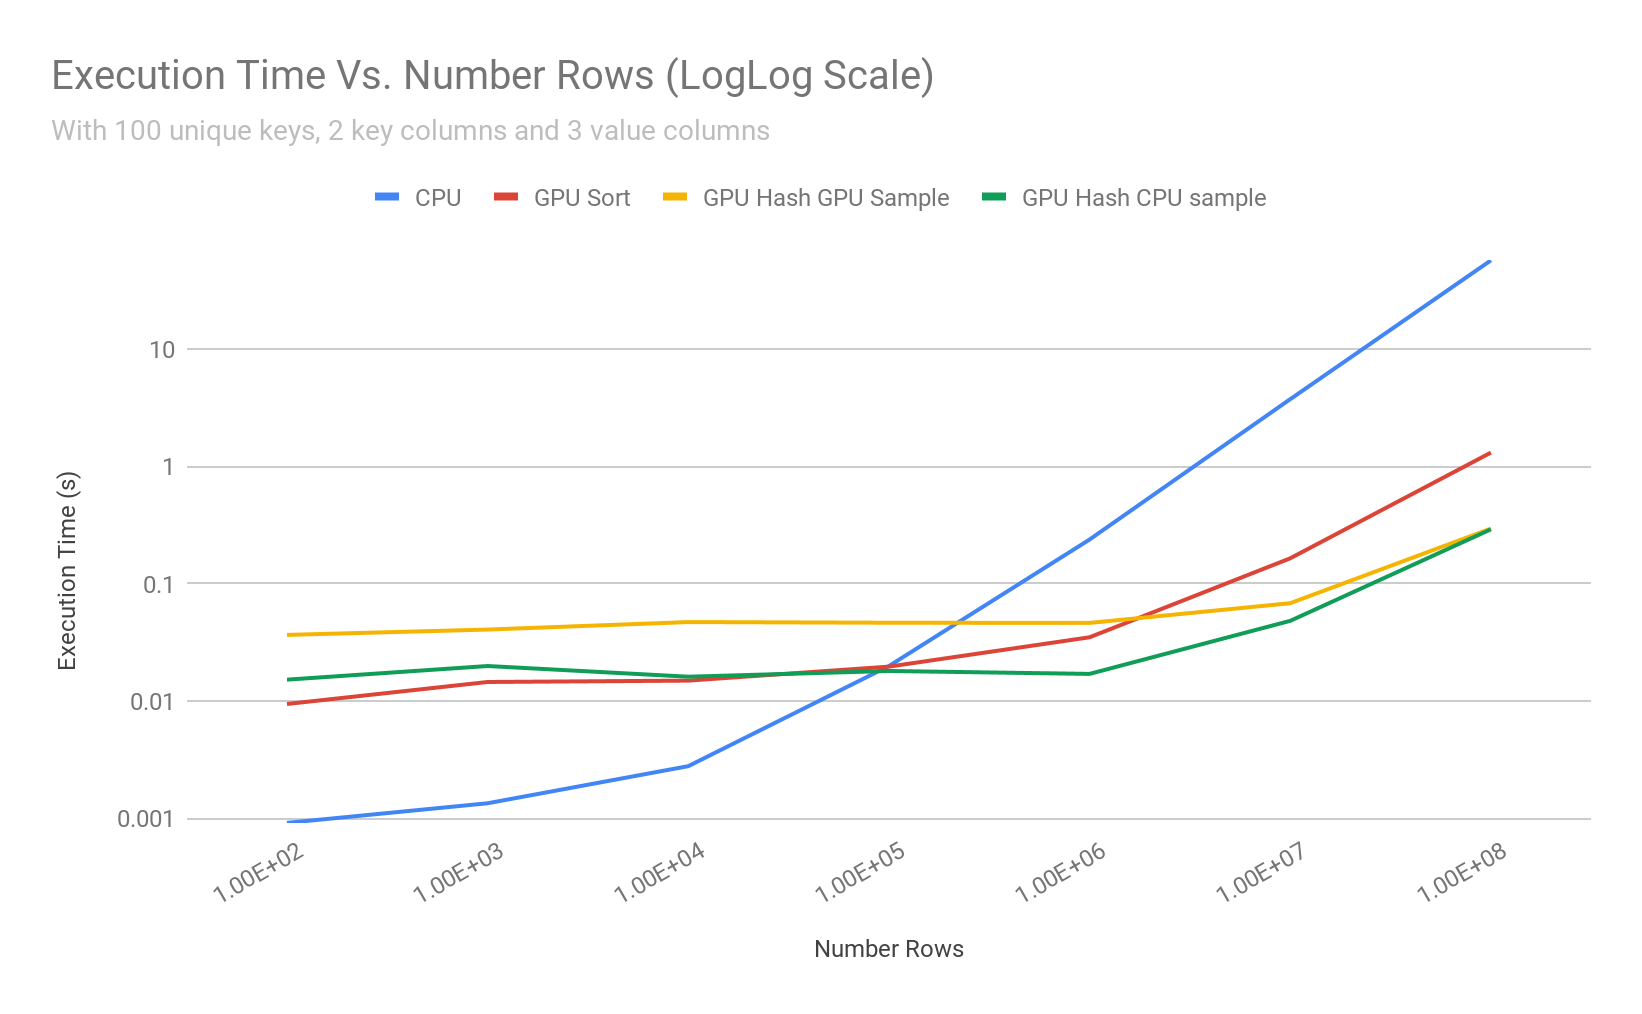 Execution Time Vs. Number Rows (LogLog Scale)
With 100 unique keys, 2 key columns and 3 value columns
CPU GPU Sort GPU Hash GPU Sample GPU Hash CPU sample
10
1
0.1
0.01
0.001
Execution Time (s)
1.00E+02 1.00E+03 1.00E+04 1.00E+05 1.00E+06 1.00E+07 1.00E+08
Number Rows